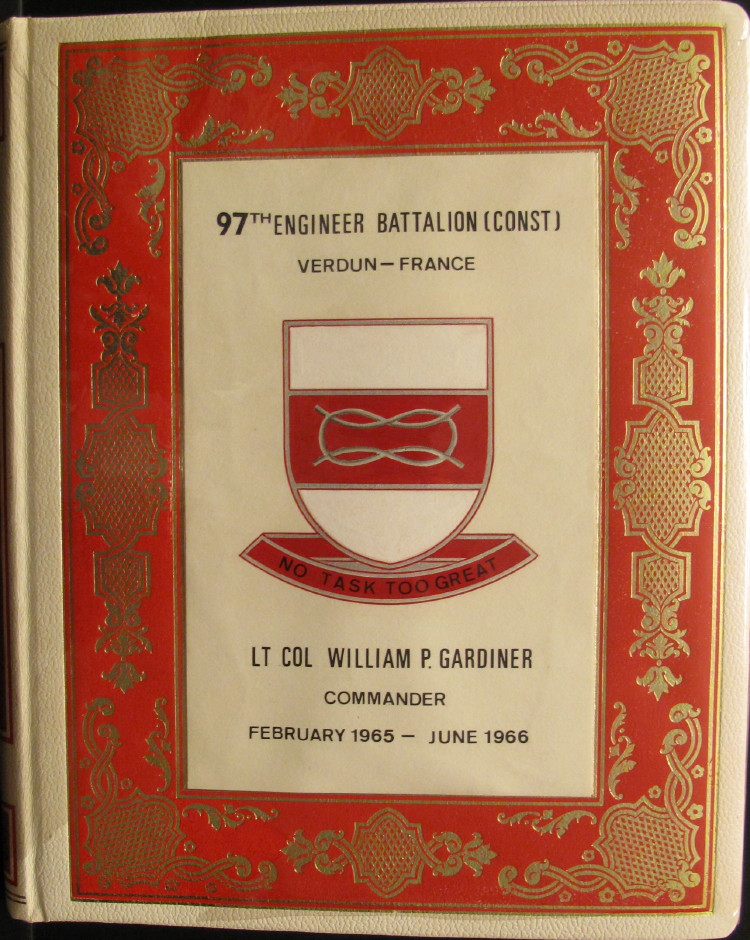 97TH ENGINEER BATTALION (CONST)
VERDUN – FRANCE
NO TASK TOO GREAT
LT COL WILLIAM P. GARDINER
COMMANDER
FEBRUARY 1965 – JUNE 1966